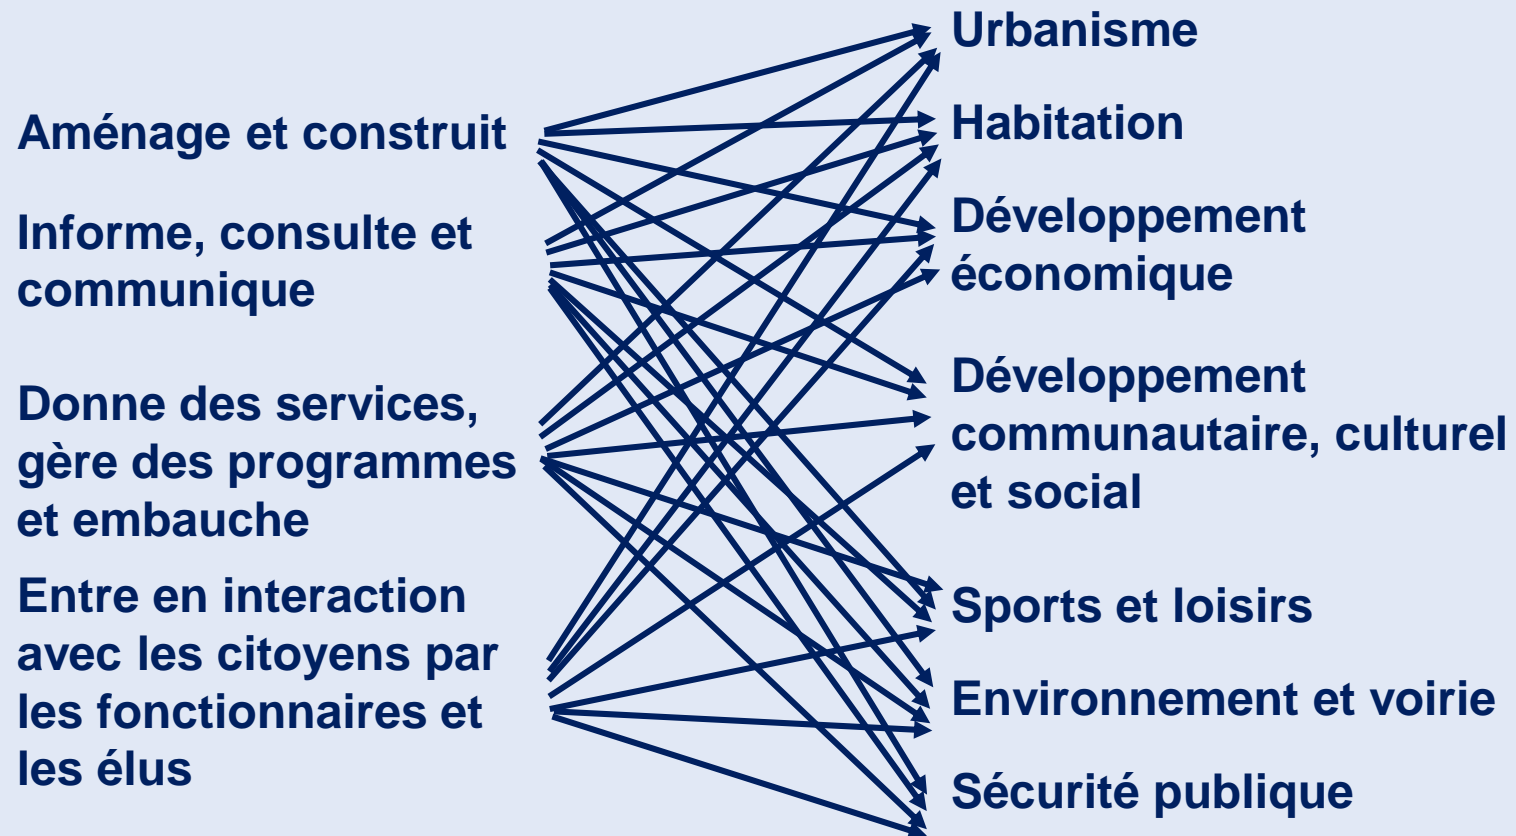 Aménage et construit
Informe, consulte et
communique
Donne des services,
gère des programmes
et embauche
Entre en interaction
avec les citoyens par
les fonctionnaires et
les élus
Urbanisme
Habitation
Développement
économique
Développement
communautaire, culturel
et social
Sports et loisirs
Environnement et voirie
Sécurité publique